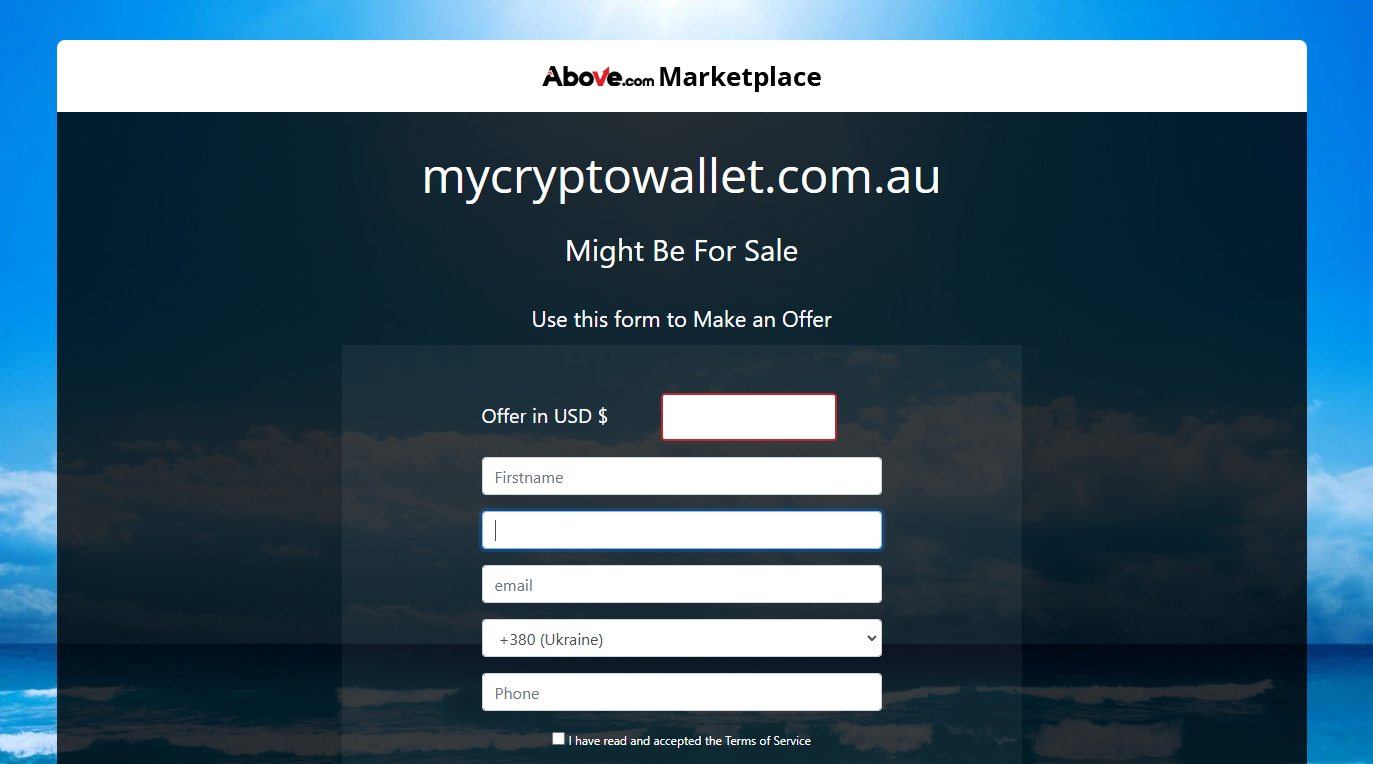 Above.com Marketplace
mycryptowallet.com.au
Might Be For Sale
Use this form to Make an Offer
Offer in USD $
Firstname
email
+380 (Ukraine)
Phone
I have read and accepted the Terms of Service